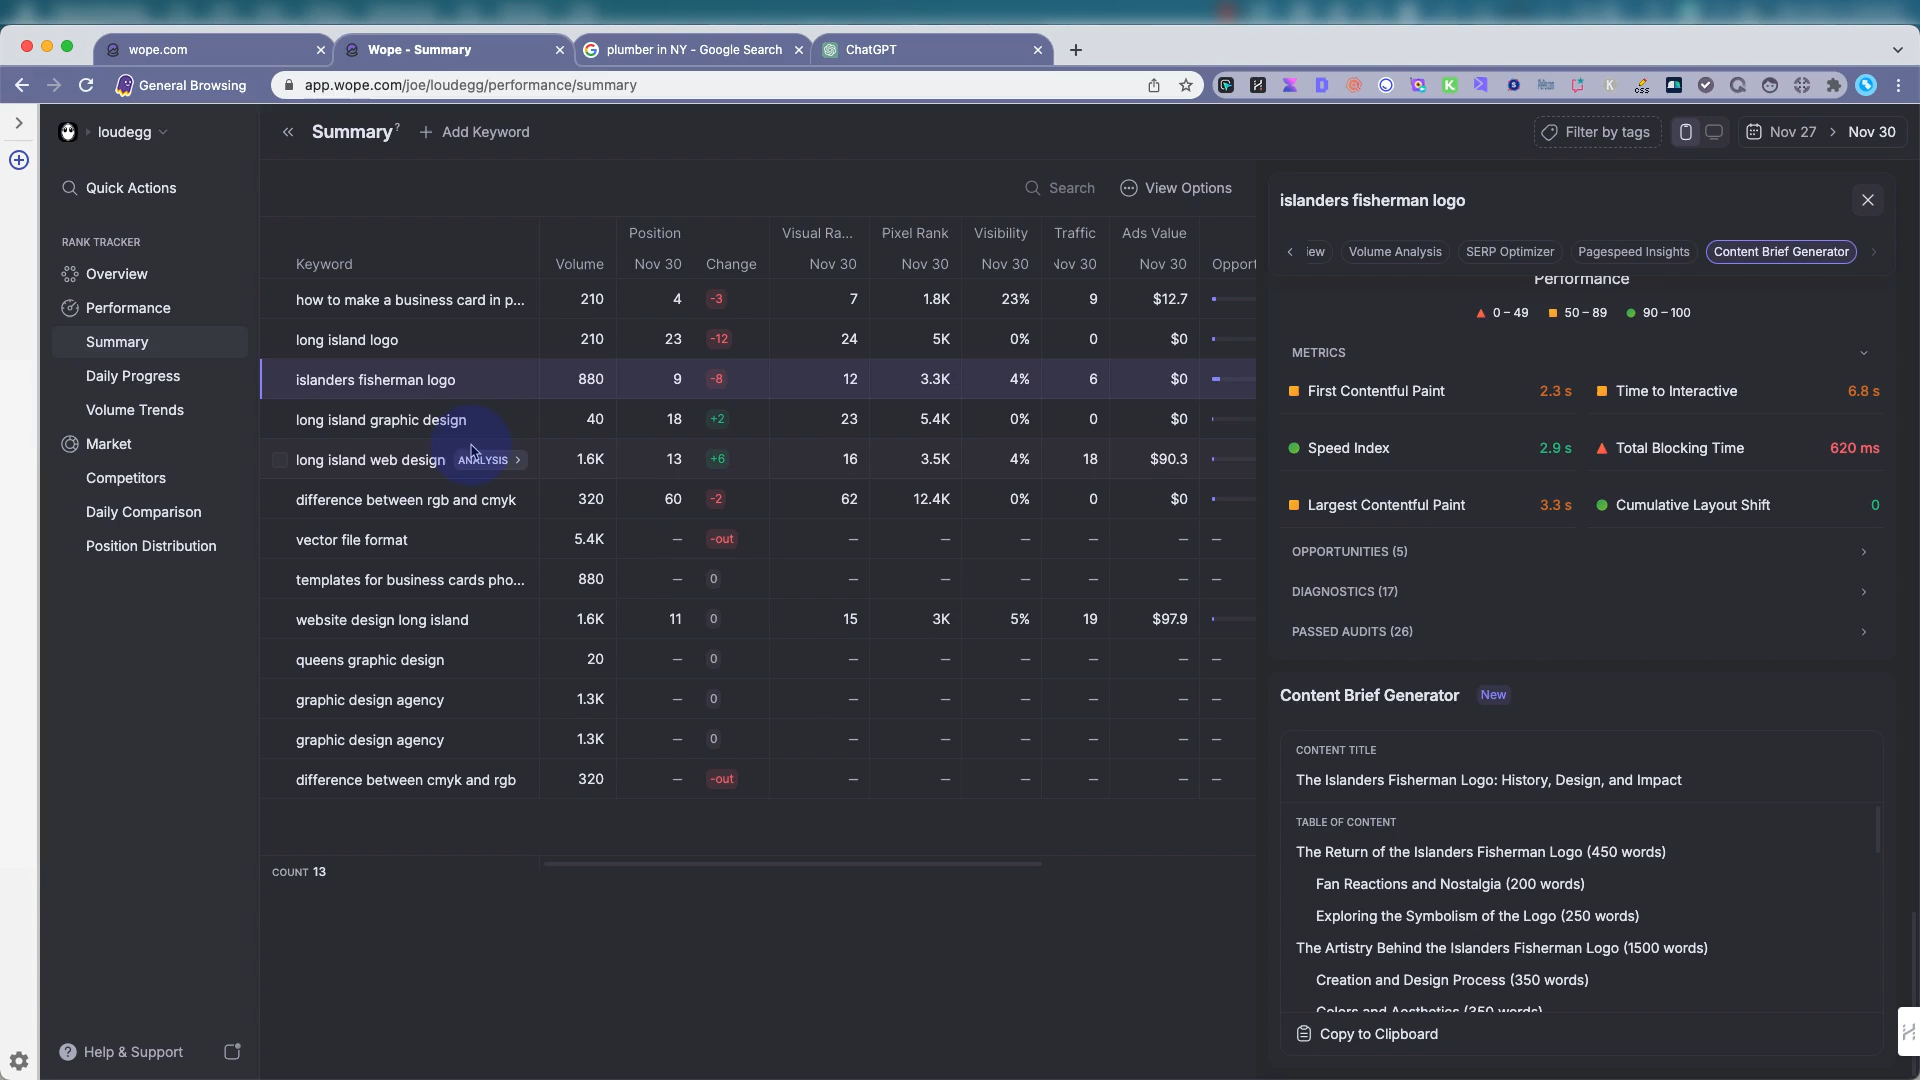 wope.com
Wope - Summary
plumber in NY - Google Search
ChatGPT
General Browsing
app.wope.com/joe/loudegg/performance/summary
loudegg
Summary?
Add Keyword
Filter by tags
Nov 27
Nov 30
Quick Actions
RANK TRACKER
Overview
Performance
Summary
Daily Progress
Volume Trends
Market
Competitors
Daily Comparison
Position Distribution
Help & Support
Search
View Options
Position Visual Ra... Pixel Rank Visibility Traffic Ads Value
Keyword Volume Nov 30 Change Nov 30 Nov 30 Nov 30 Nov 30 Nov 30 Opport
how to make a business card in p... 210 4 -3 7 1.8K 23% 9 $12.7
long island logo 210 23 -12 24 5K 0% 0 $0
islanders fisherman logo 880 9 -8 12 3.3K 4% 6 $0
long island graphic design 40 18 +2 23 5.4K 0% 0 $0
long island web design ANALYSIS 1.6K 13 +6 16 3.5K 4% 18 $90.3
difference between rgb and cmyk 320 60 -2 62 12.4K 0% 0 $0
vector file format 5.4K – -out – – – – – –
templates for business cards pho... 880 – 0 – – – – – –
website design long island 1.6K 11 0 15 3K 5% 19 $97.9
queens graphic design 20 – 0 – – – – – –
graphic design agency 1.3K – 0 – – – – – –
graphic design agency 1.3K – 0 – – – – – –
difference between cmyk and rgb 320 – -out – – – – – –
COUNT 13
islanders fisherman logo
iew
Volume Analysis
SERP Optimizer
Pagespeed Insights
Content Brief Generator
Performance
0 – 49 50 – 89 90 – 100
METRICS
First Contentful Paint 2.3 s
Time to Interactive 6.8 s
Speed Index 2.9 s
Total Blocking Time 620 ms
Largest Contentful Paint 3.3 s
Cumulative Layout Shift 0
OPPORTUNITIES (5)
DIAGNOSTICS (17)
PASSED AUDITS (26)
Content Brief Generator New
CONTENT TITLE
The Islanders Fisherman Logo: History, Design, and Impact
TABLE OF CONTENT
The Return of the Islanders Fisherman Logo (450 words)
Fan Reactions and Nostalgia (200 words)
Exploring the Symbolism of the Logo (250 words)
The Artistry Behind the Islanders Fisherman Logo (1500 words)
Creation and Design Process (350 words)
Colors and Aesthetics (350 words)
Copy to Clipboard